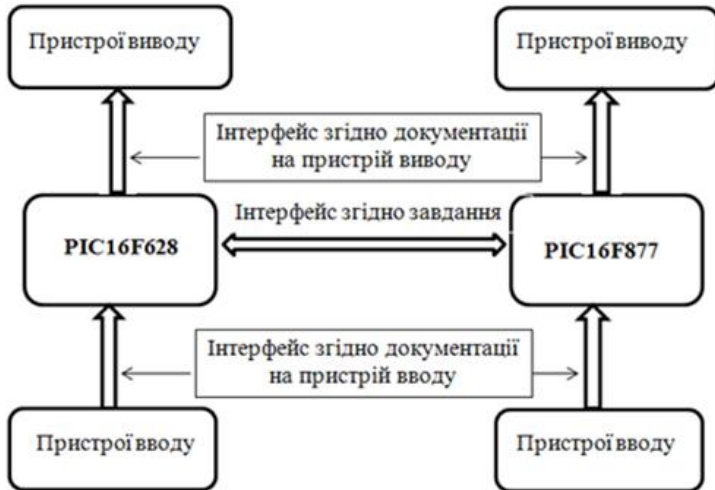 Пристрої виводу
Пристрої виводу
Інтерфейс згідно документації
на пристрій виводу
Інтерфейс згідно завдання
PIC16F628
PIC16F877
Інтерфейс згідно документації
на пристрій вводу
Пристрої вводу
Пристрої вводу